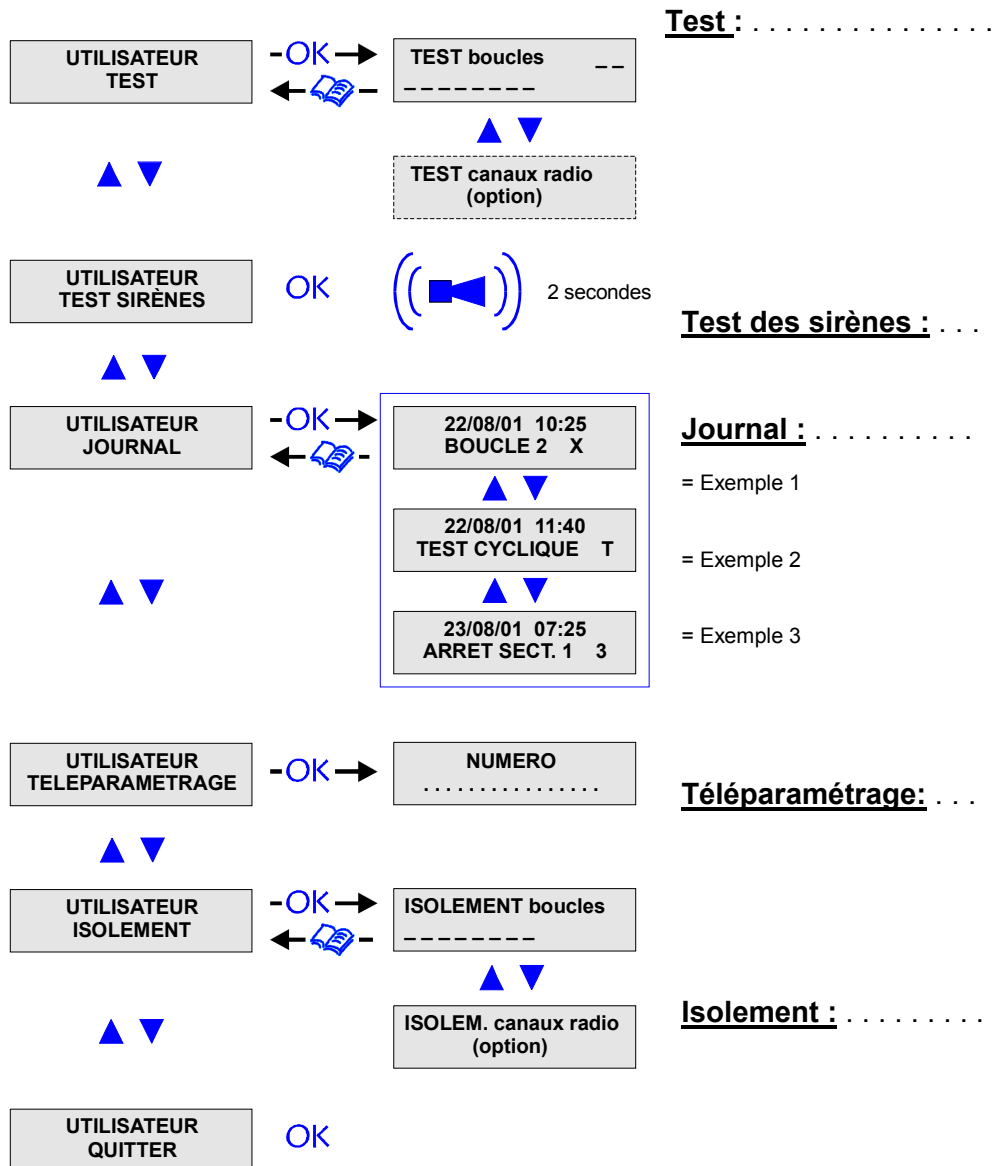 Test : . . . . . . . . . . . . . . .
UTILISATEUR
TEST
OK
TEST boucles _ _
_ _ _ _ _ _ _ _
TEST canaux radio
(option)
UTILISATEUR
TEST SIRÈNES
OK
2 secondes
Test des sirènes : . . .
UTILISATEUR
JOURNAL
OK
22/08/01 10:25
BOUCLE 2 X
Journal : . . . . . . . . . .
= Exemple 1
22/08/01 11:40
TEST CYCLIQUE T
= Exemple 2
23/08/01 07:25
ARRET SECT. 1 3
= Exemple 3
UTILISATEUR
TELEPARAMETRAGE
OK
NUMERO
. . . . . . . . . . . . . . . .
Téléparamétrage: . . .
UTILISATEUR
ISOLEMENT
OK
ISOLEMENT boucles
_ _ _ _ _ _ _ _
ISOLEM. canaux radio
(option)
Isolement : . . . . . . . . .
UTILISATEUR
QUITTER
OK